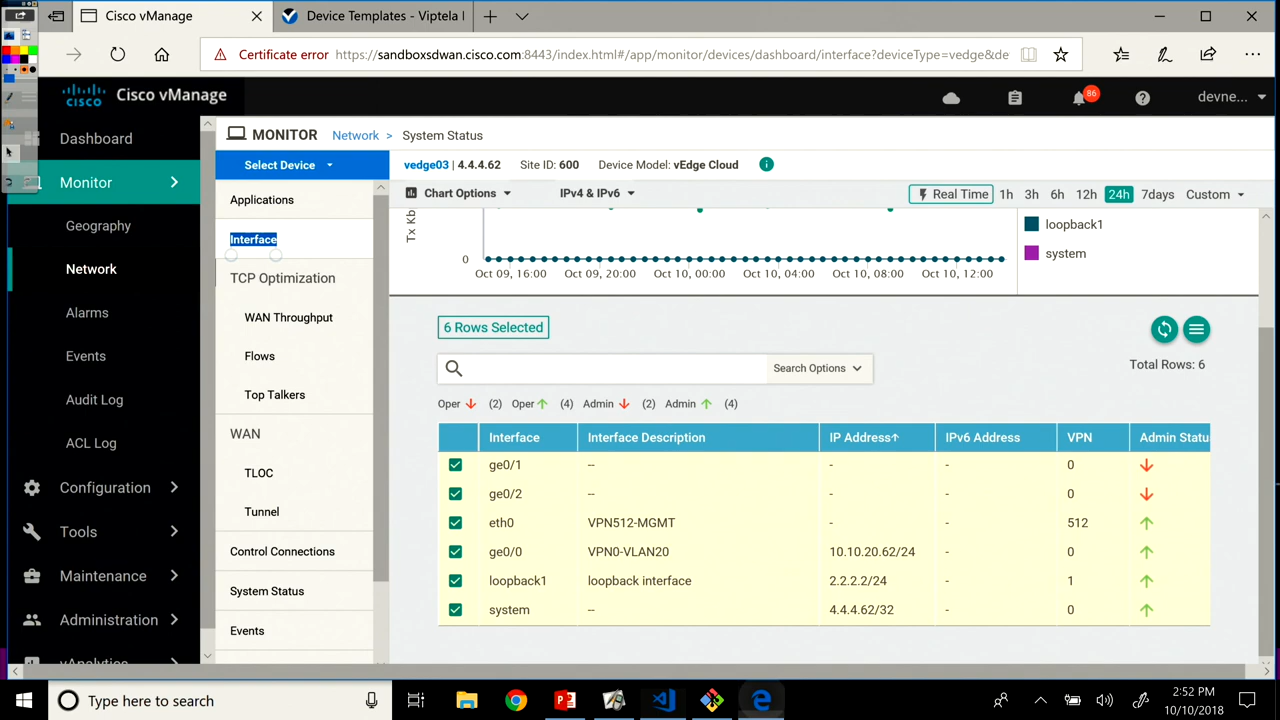 Cisco vManage
Device Templates - Viptela I
Certificate error https://sandboxsdwan.cisco.com:8443/index.html#/app/monitor/devices/dashboard/interface?deviceType=vedge&de
cisco Cisco vManage
86
devne...
Dashboard
Monitor
Geography
Network
Alarms
Events
Audit Log
ACL Log
Configuration
Tools
Maintenance
Administration
vAnalytics
MONITOR Network > System Status
Select Device
vedge03 | 4.4.4.62 Site ID: 600 Device Model: vEdge Cloud
Applications
Interface
TCP Optimization
WAN Throughput
Flows
Top Talkers
WAN
TLOC
Tunnel
Control Connections
System Status
Events
Chart Options IPv4 & IPv6 Real Time 1h 3h 6h 12h 24h 7days Custom
Tx Kb
0
Oct 09, 16:00 Oct 09, 20:00 Oct 10, 00:00 Oct 10, 04:00 Oct 10, 08:00 Oct 10, 12:00
loopback1
system
6 Rows Selected
Search Options
Total Rows: 6
Oper ↓ (2) Oper ↑ (4) Admin ↓ (2) Admin ↑ (4)
Interface Interface Description IP Address↑ IPv6 Address VPN Admin Statu
ge0/1 -- - - 0
ge0/2 -- - - 0
eth0 VPN512-MGMT - - 512
ge0/0 VPN0-VLAN20 10.10.20.62/24 - 0
loopback1 loopback interface 2.2.2.2/24 - 1
system -- 4.4.4.62/32 - 0
Type here to search
2:52 PM
10/10/2018